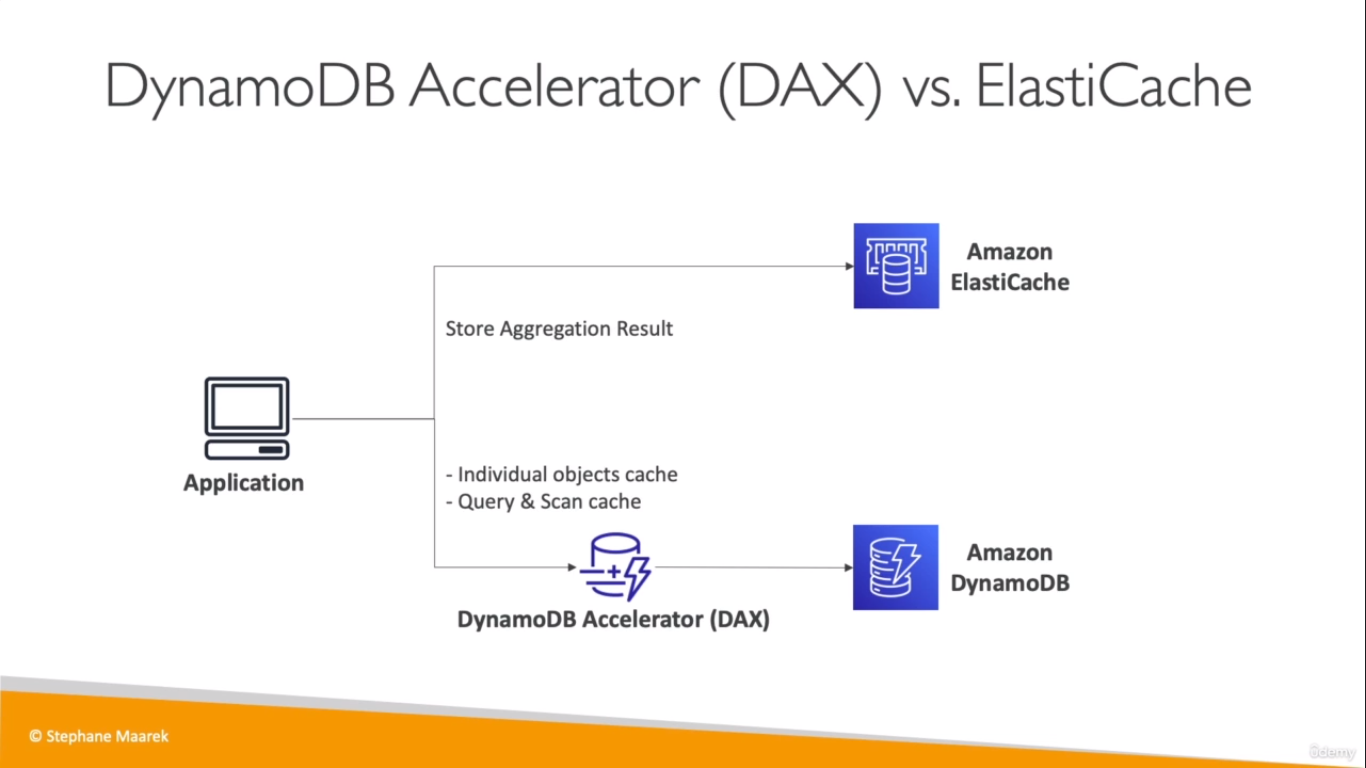 DynamoDB Accelerator (DAX) vs. ElastiCache
Amazon
ElastiCache
Store Aggregation Result
Application
- Individual objects cache
- Query & Scan cache
DynamoDB Accelerator (DAX)
Amazon
DynamoDB
© Stephane Maarek
ûdemy